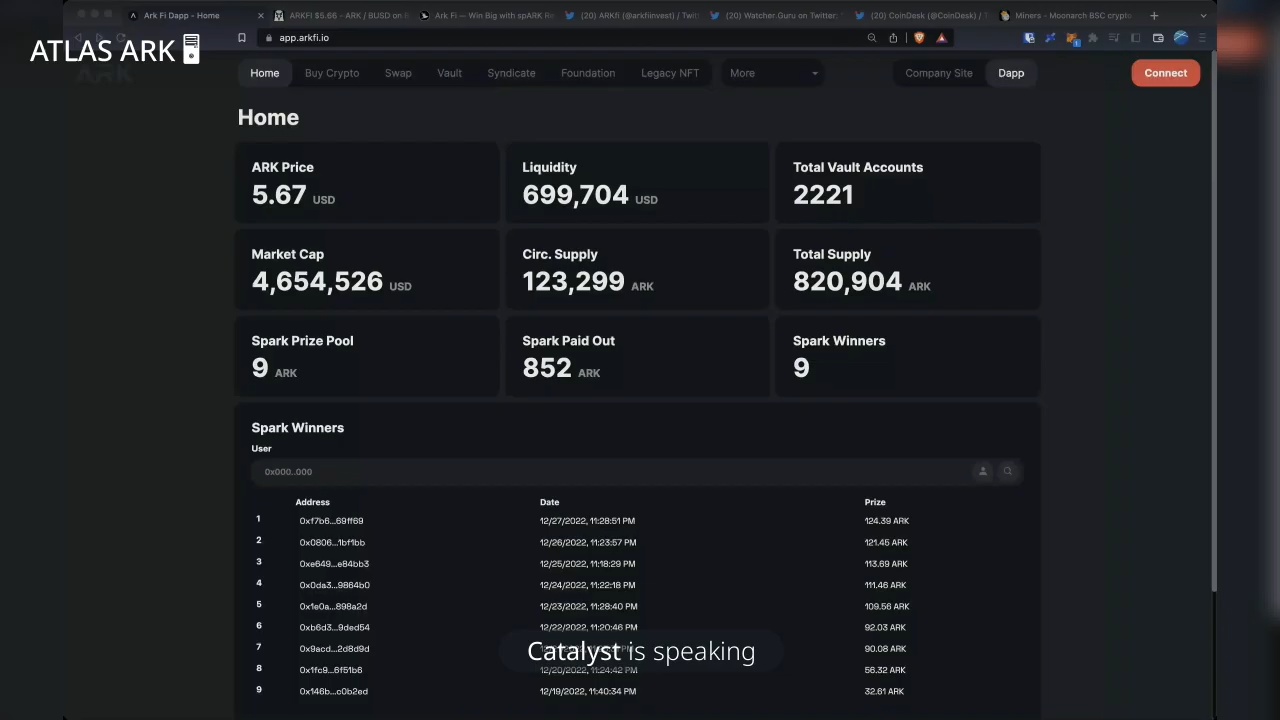 Ark Fi Dapp - Home
ARKFI $5.66 - ARK / BUSD on
Ark Fi — Win Big with spARK Re
(20) ARKfi (@arkfiinvest) / Twit
(20) Watcher.Guru on Twitter:
(20) CoinDesk (@CoinDesk) / T
Miners - Moonarch BSC crypto
ATLAS ARK
app.arkfi.io
Home Buy Crypto Swap Vault Syndicate Foundation Legacy NFT More Company Site Dapp Connect
Home
ARK Price Liquidity Total Vault Accounts
5.67 USD 699,704 USD 2221
Market Cap Circ. Supply Total Supply
4,654,526 USD 123,299 ARK 820,904 ARK
Spark Prize Pool Spark Paid Out Spark Winners
9 ARK 852 ARK 9
Spark Winners
User
0x000..000
Address Date Prize
1 0xf7b6...69ff69 12/27/2022, 11:28:51 PM 124.39 ARK
2 0x0806...1bf1bb 12/26/2022, 11:23:57 PM 121.45 ARK
3 0xe649...e84bb3 12/25/2022, 11:18:29 PM 113.69 ARK
4 0x0da3...9864b0 12/24/2022, 11:22:18 PM 111.46 ARK
5 0x1e0a...898a2d 12/23/2022, 11:28:40 PM 109.56 ARK
6 0xb6d3...9ded54 12/22/2022, 11:20:46 PM 92.03 ARK
7 0x9acd...2d8d9d 90.08 ARK
Catalyst is speaking
8 0x1fc9...6f51b6 12/20/2022, 11:24:42 PM 56.32 ARK
9 0x146b...c0b2ed 12/19/2022, 11:40:34 PM 32.61 ARK